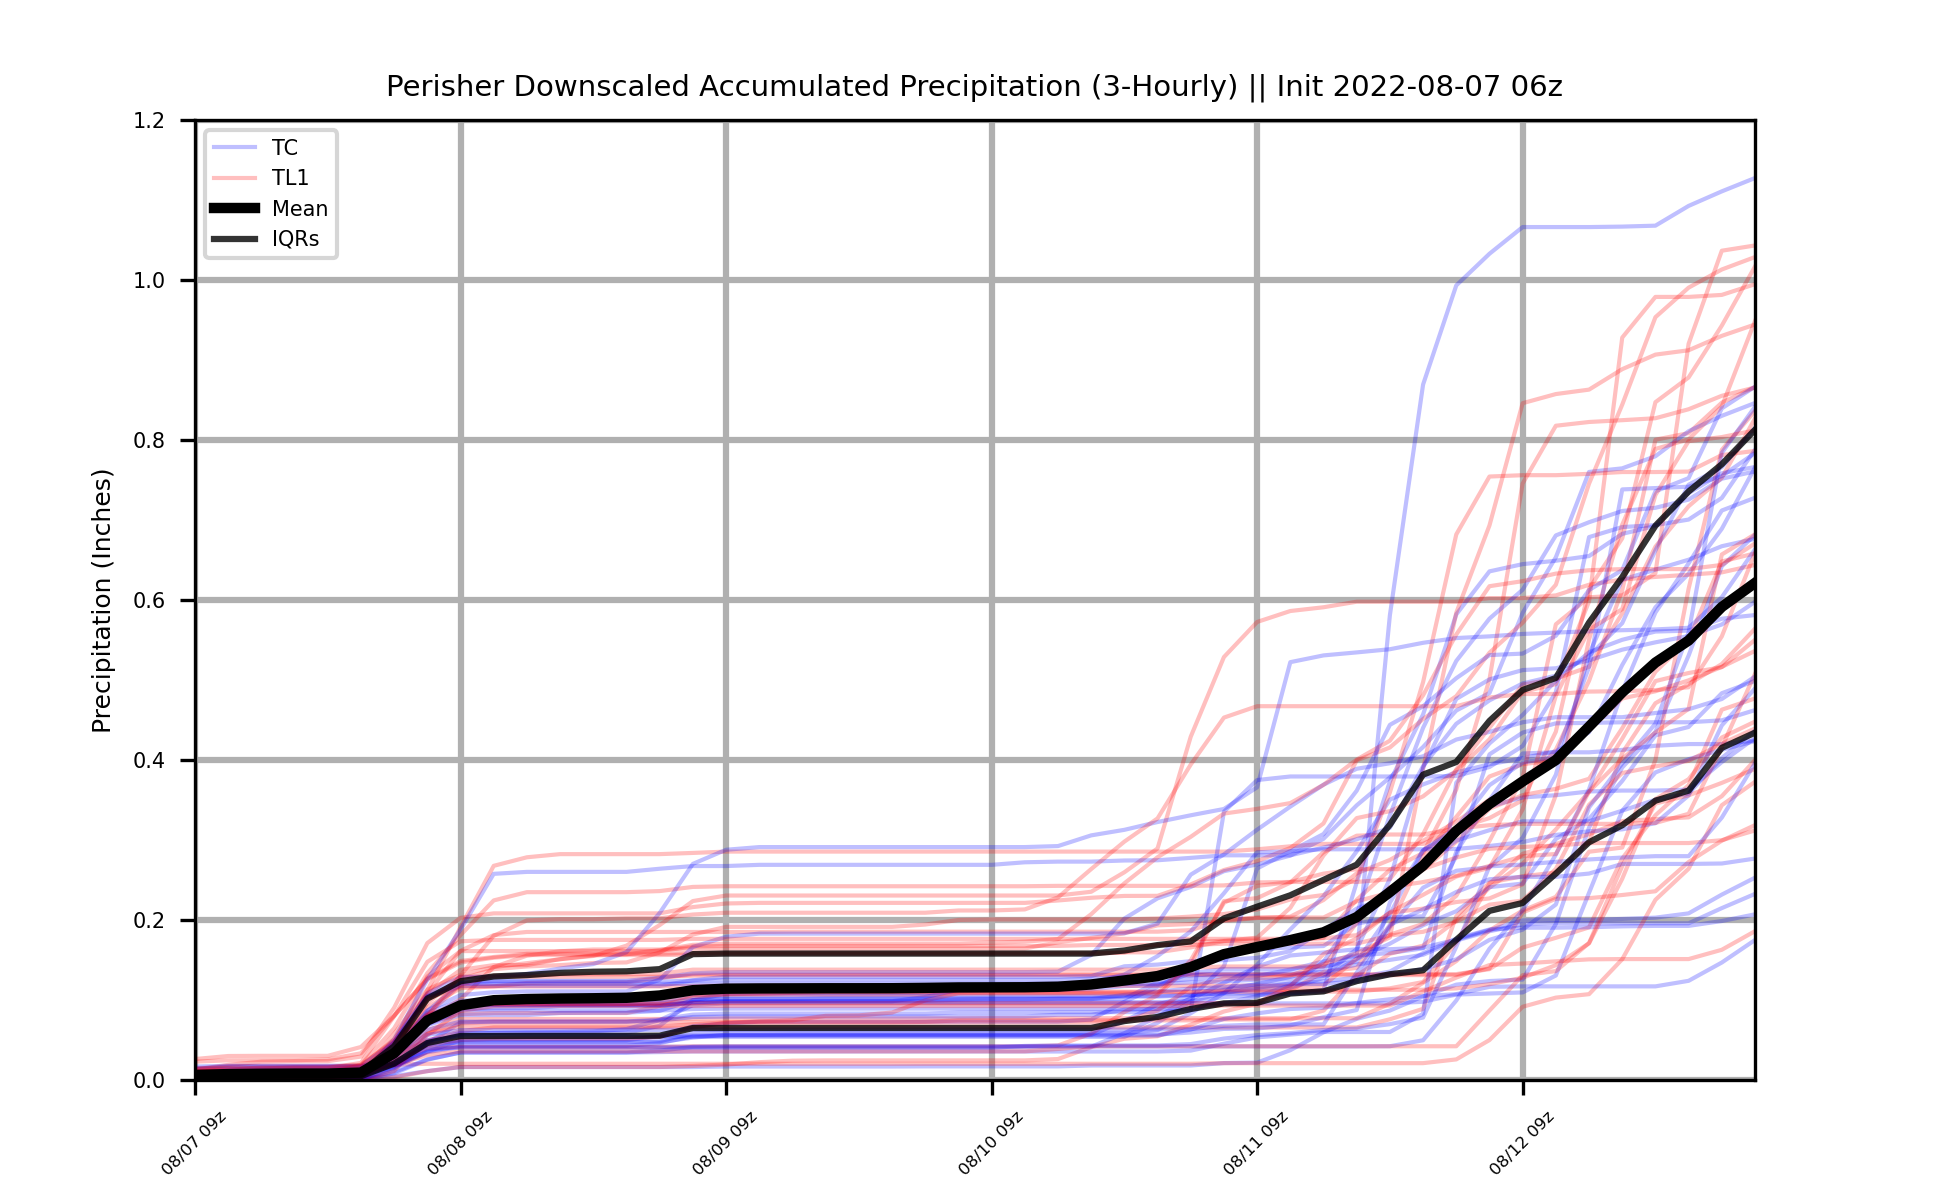 Perisher Downscaled Accumulated Precipitation (3-Hourly) || Init 2022-08-07 06z
TC
TL1
Mean
IQRs
Precipitation (Inches)
1.2
1.0
0.8
0.6
0.4
0.2
0.0
08/07 09z
08/08 09z
08/09 09z
08/10 09z
08/11 09z
08/12 09z